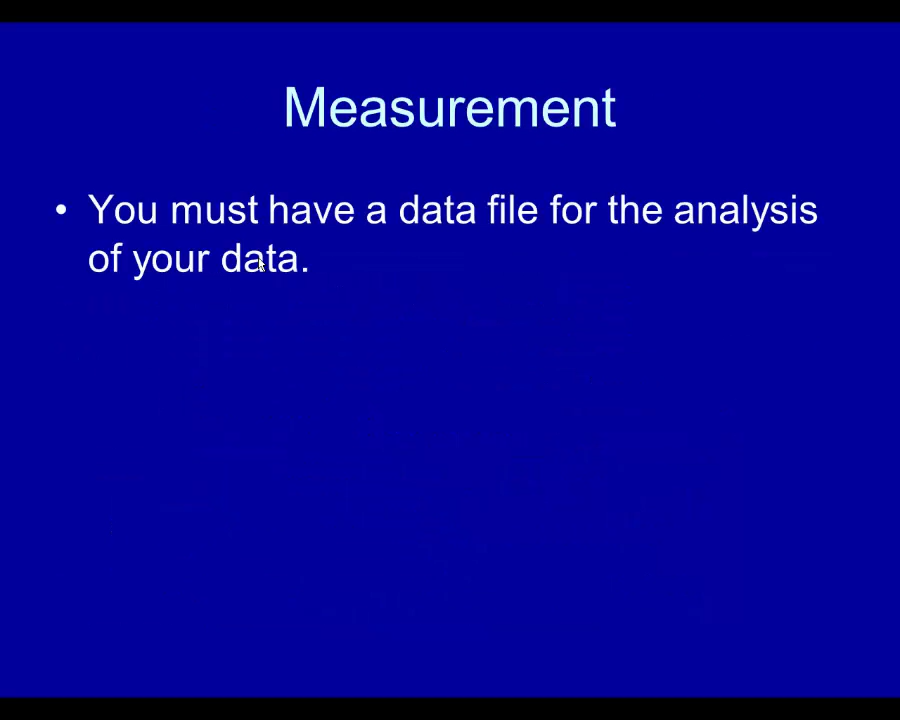 Measurement
• You must have a data file for the analysis
of your data.